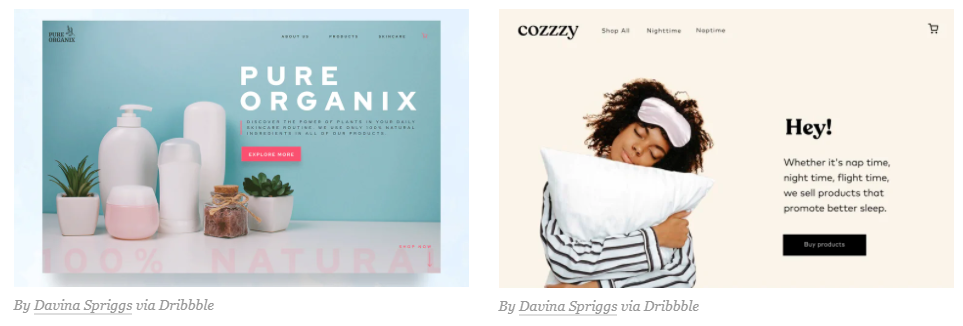 PURE
ORGANIX
ABOUT US PRODUCTS SKINCARE
PURE
ORGANIX
DISCOVER THE POWER OF PLANTS IN YOUR DAILY
SKINCARE ROUTINE. WE USE ONLY 100% NATURAL
INGREDIENTS IN ALL OF OUR PRODUCTS.
EXPLORE MORE
SHOP NOW
100% NATURAL
By Davina Spriggs via Dribbble
cozzzy Shop All Nighttime Naptime
Hey!
Whether it's nap time,
night time, flight time,
we sell products that
promote better sleep.
Buy products
By Davina Spriggs via Dribbble